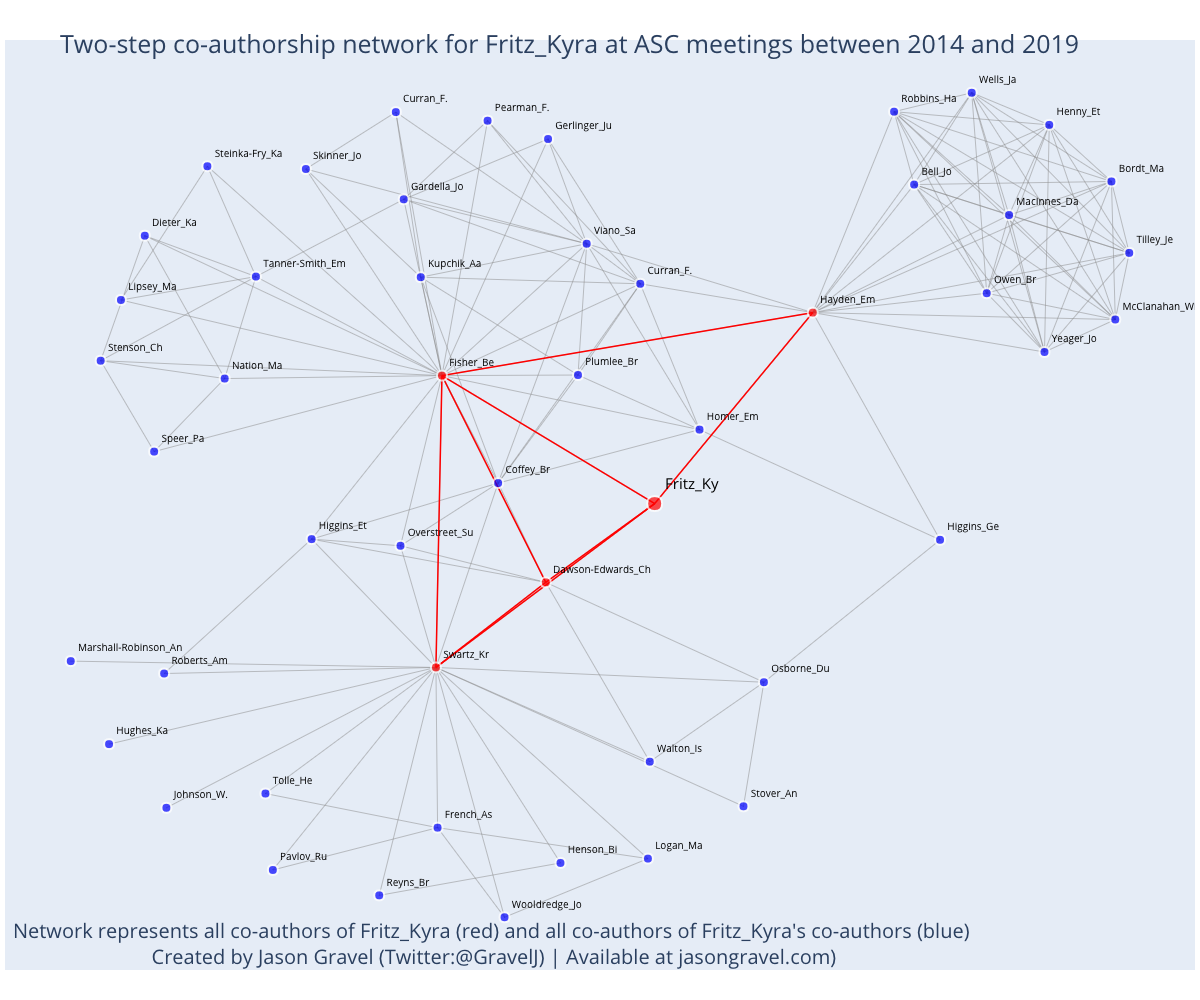 Two-step co-authorship network for Fritz_Kyra at ASC meetings between 2014 and 2019
Wells_Ja
Curran_F.
Robbins_Ha
Pearman_F.
Henny_Et
Gerlinger_Ju
Steinka-Fry_Ka
Skinner_Jo
Bell_Jo
Bordt_Ma
Gardella_Jo
MacInnes_Da
Dieter_Ka
Viano_Sa
Tilley_Je
Tanner-Smith_Em
Kupchik_Aa
Curran_F.
Owen_Br
Lipsey_Ma
Hayden_Em
McClanahan_W
Yeager_Jo
Stenson_Ch
Nation_Ma
Fisher_Be
Plumlee_Br
Homer_Em
Speer_Pa
Coffey_Br
Fritz_Ky
Higgins_Et
Overstreet_Su
Higgins_Ge
Dawson-Edwards_Ch
Marshall-Robinson_An
Roberts_Am
Swartz_Kr
Osborne_Du
Hughes_Ka
Walton_Is
Tolle_He
Johnson_W.
Stover_An
French_As
Pavlov_Ru
Henson_Bi
Logan_Ma
Reyns_Br
Wooldredge_Jo
Network represents all co-authors of Fritz_Kyra (red) and all co-authors of Fritz_Kyra's co-authors (blue)
Created by Jason Gravel (Twitter:@GravelJ) | Available at jasongravel.com)